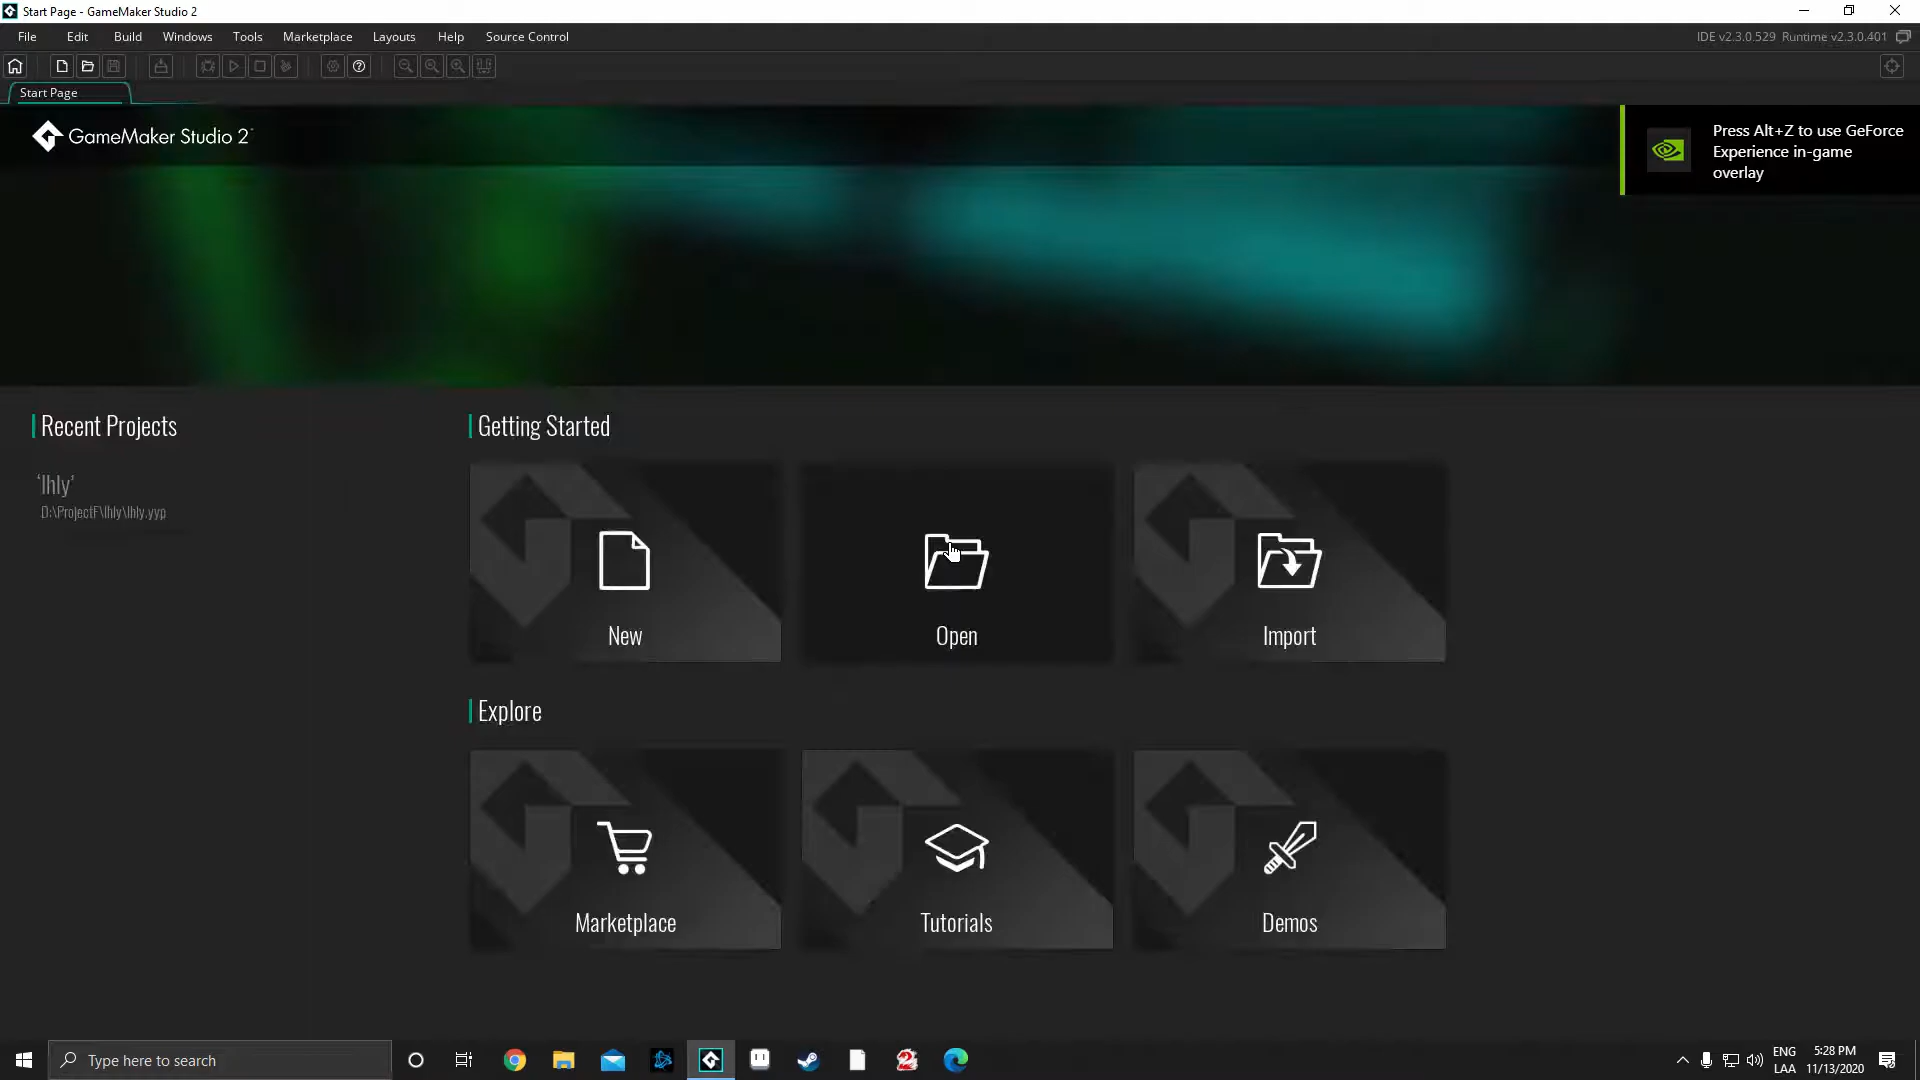 Start Page - GameMaker Studio 2
File Edit Build Windows Tools Marketplace Layouts Help Source Control
IDE v2.3.0.529 Runtime v2.3.0.401
Start Page
GameMaker Studio 2
Press Alt+Z to use GeForce
Experience in-game
overlay
Recent Projects
'lhly'
D:\ProjectF\lhly\lhly.yyp
Getting Started
New
Open
Import
Explore
Marketplace
Tutorials
Demos
Type here to search
ENG
LAA
5:28 PM
11/13/2020